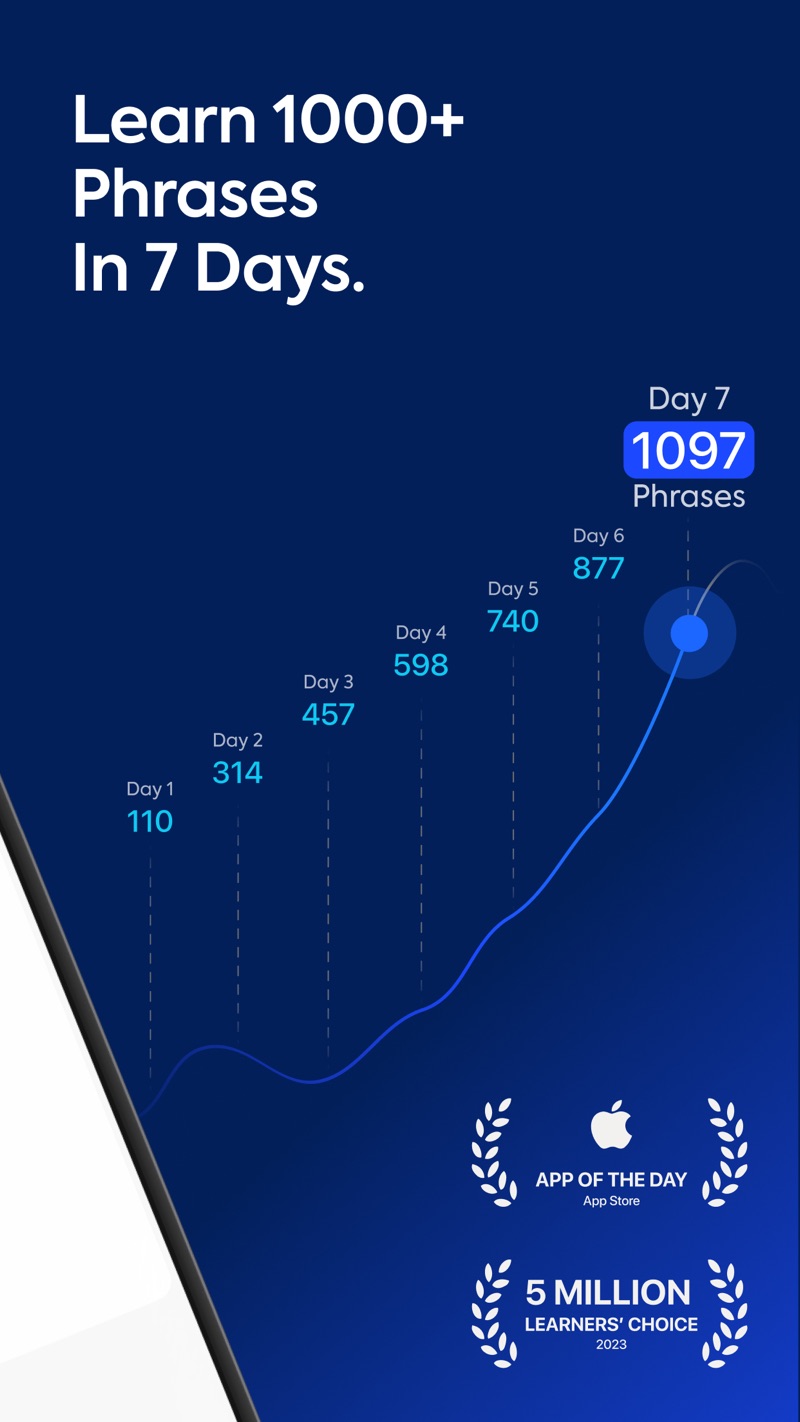 Learn 1000+
Phrases
In 7 Days.
Day 7
1097
Phrases
Day 6
877
Day 5
740
Day 4
598
Day 3
457
Day 2
314
Day 1
110
APP OF THE DAY
App Store
5 MILLION
LEARNERS’ CHOICE
2023